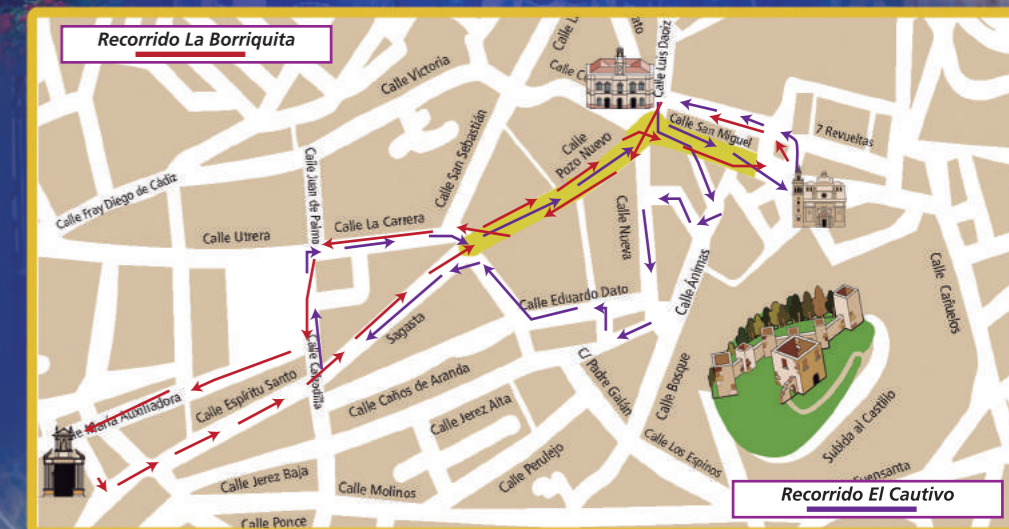 Recorrido La Borriquita
Calle Victoria
Calle Luis Daoiz
Calle San Miguel
7 Revueltas
Calle San Sebastián
Calle
Pozo Nuevo
Calle Fray Diego de Cádiz
Calle Juan de Palma
Calle La Carrera
Calle Utrera
Calle Nueva
Calle Ánimas
Calle Cañuelos
Calle Eduardo Dato
Sagasta
Calle Calzadilla
Calle Espíritu Santo
María Auxiliadora
Calle Caños de Aranda
C/ Padre Galán
Calle Bosque
Calle Jerez Alta
Calle Los Espinos
Calle Perulejo
Subida al Castillo
Calle Jerez Baja
Calle Molinos
Calle Ponce
Recorrido El Cautivo